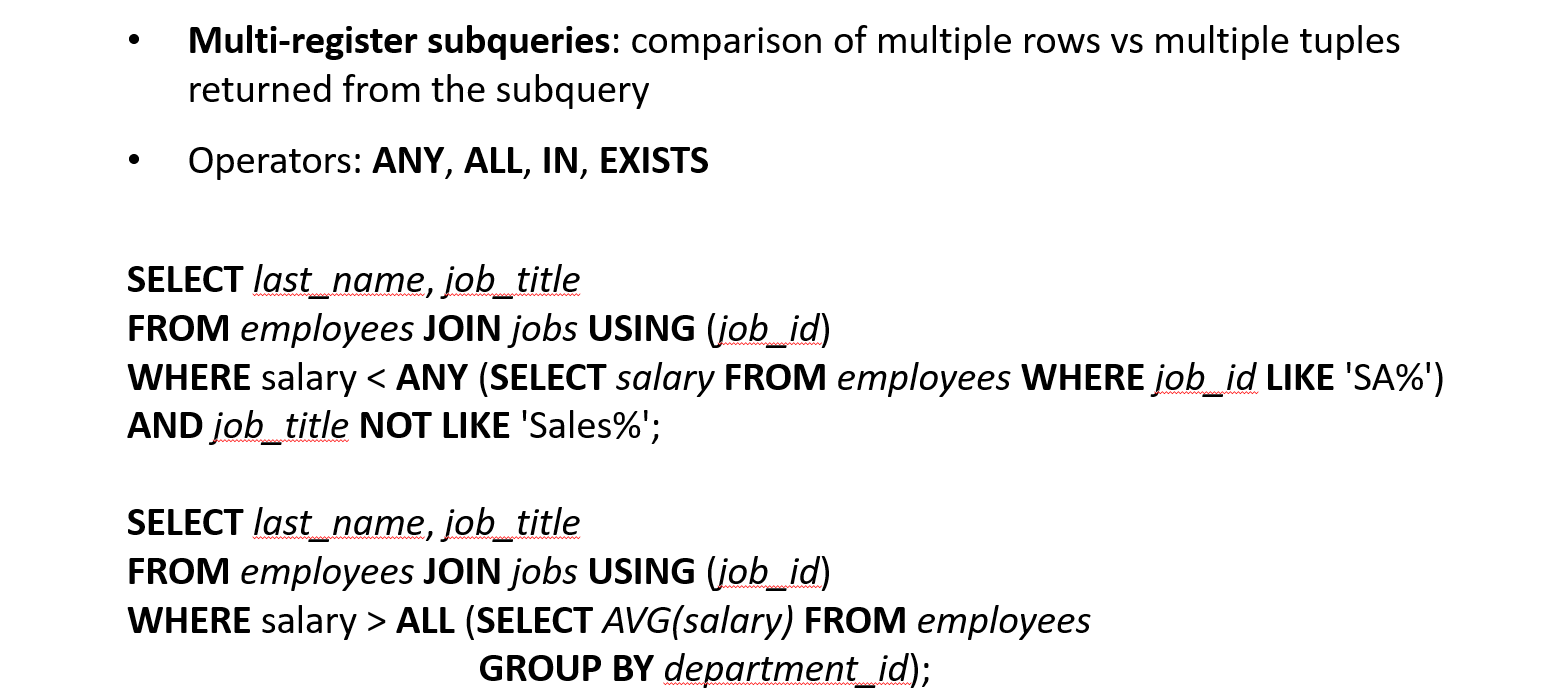 • Multi-register subqueries: comparison of multiple rows vs multiple tuples
returned from the subquery
• Operators: ANY, ALL, IN, EXISTS
SELECT last_name, job_title
FROM employees JOIN jobs USING (job_id)
WHERE salary < ANY (SELECT salary FROM employees WHERE job_id LIKE 'SA%')
AND job_title NOT LIKE 'Sales%';
SELECT last_name, job_title
FROM employees JOIN jobs USING (job_id)
WHERE salary > ALL (SELECT AVG(salary) FROM employees
GROUP BY department_id);